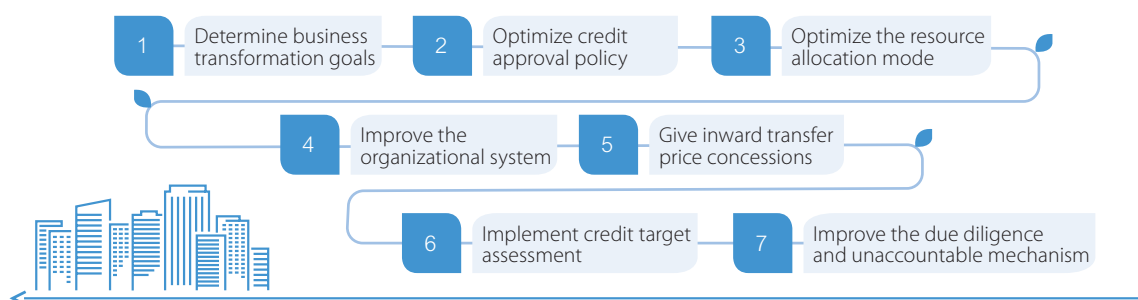 1
Determine business
transformation goals
2
Optimize credit
approval policy
3
Optimize the resource
allocation mode
4
Improve the
organizational system
5
Give inward transfer
price concessions
6
Implement credit target
assessment
7
Improve the due diligence
and unaccountable mechanism